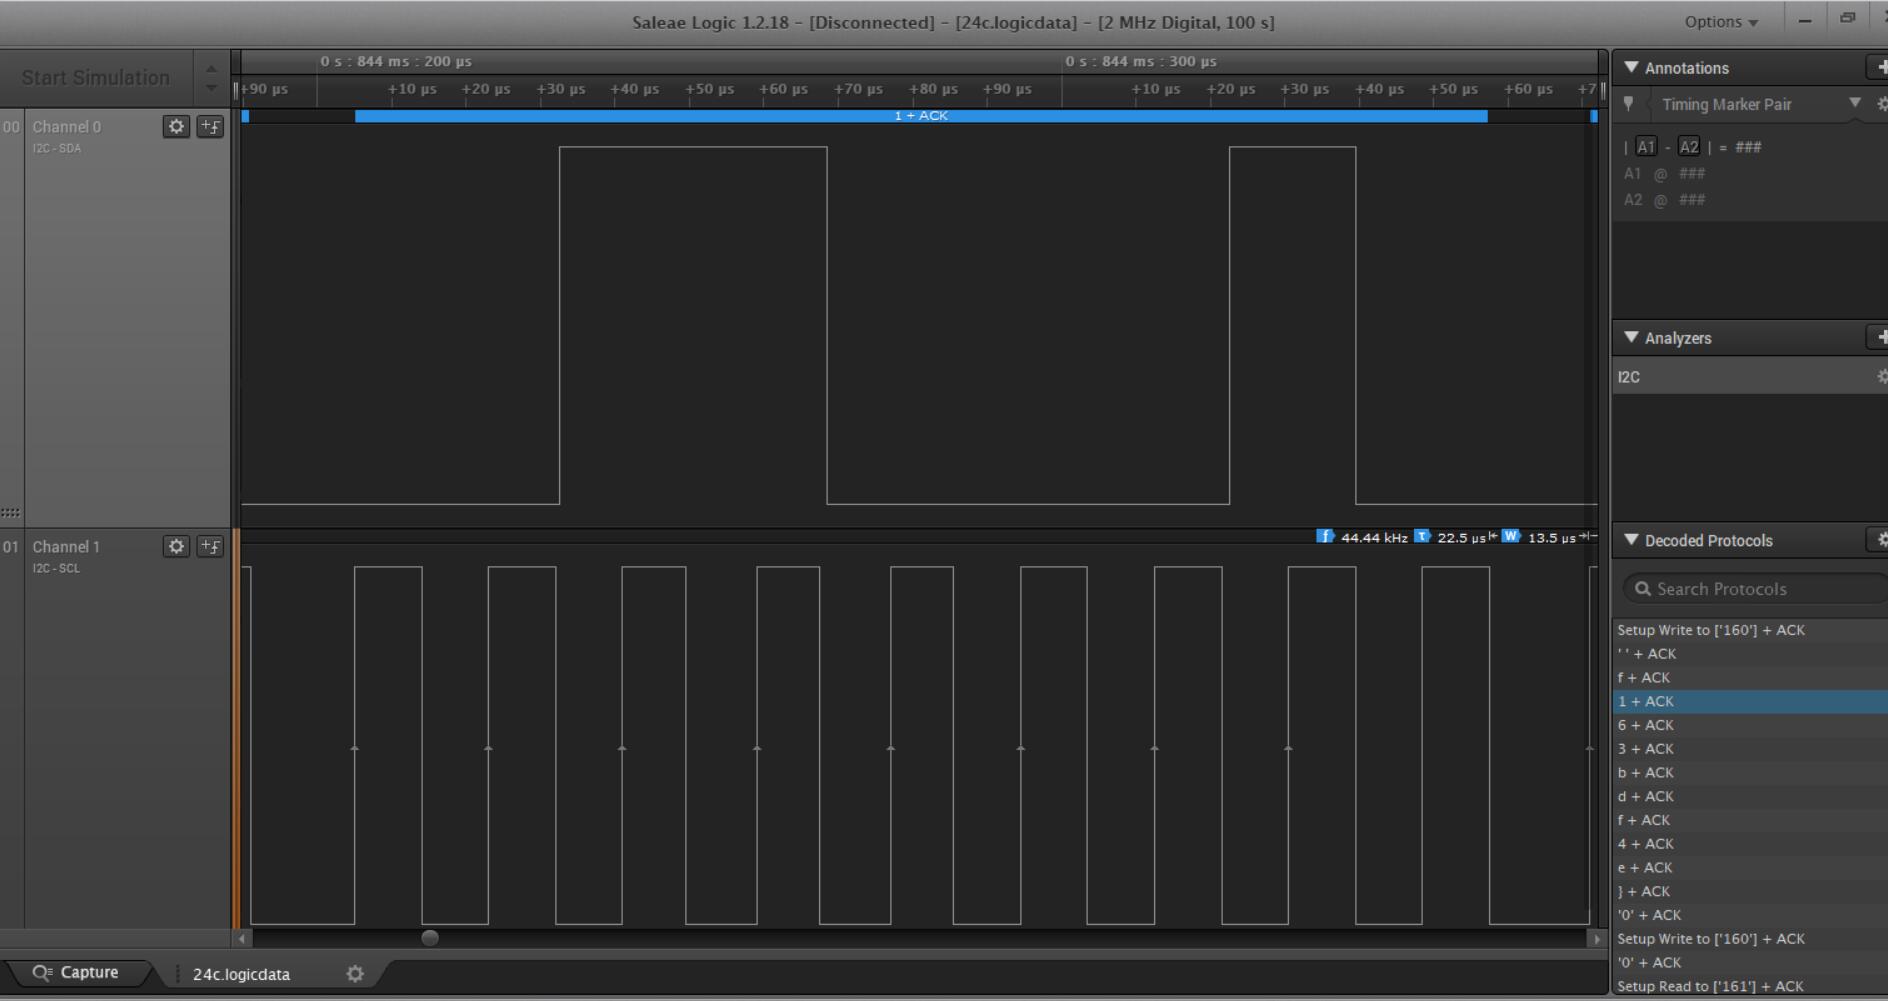 Saleae Logic 1.2.18 - [Disconnected] - [24c.logicdata] - [2 MHz Digital, 100 s]
Options
Start Simulation
0 s : 844 ms : 200 µs
0 s : 844 ms : 300 µs
+90 µs
+10 µs
+20 µs
+30 µs
+40 µs
+50 µs
+60 µs
+70 µs
+80 µs
+90 µs
+10 µs
+20 µs
+30 µs
+40 µs
+50 µs
+60 µs
+7
00
Channel 0
I2C - SDA
1 + ACK
01
Channel 1
I2C - SCL
f 44.44 kHz τ 22.5 µs W 13.5 µs
Capture
24c.logicdata
Annotations
Timing Marker Pair
| A1 - A2 | = ###
A1 @ ###
A2 @ ###
Analyzers
I2C
Decoded Protocols
Search Protocols
Setup Write to ['160'] + ACK
' ' + ACK
f + ACK
1 + ACK
6 + ACK
3 + ACK
b + ACK
d + ACK
f + ACK
4 + ACK
e + ACK
} + ACK
'0' + ACK
Setup Write to ['160'] + ACK
'0' + ACK
Setup Read to ['161'] + ACK